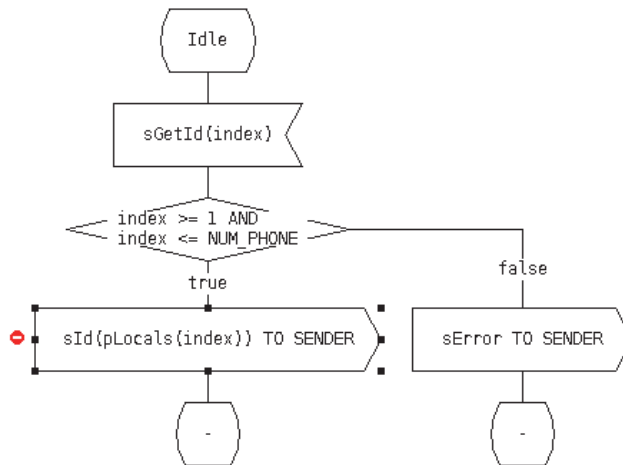 Idle
sGetId(index)
index >= 1 AND
index <= NUM_PHONE
false
true
sId(pLocals(index)) TO SENDER
sError TO SENDER
-
-